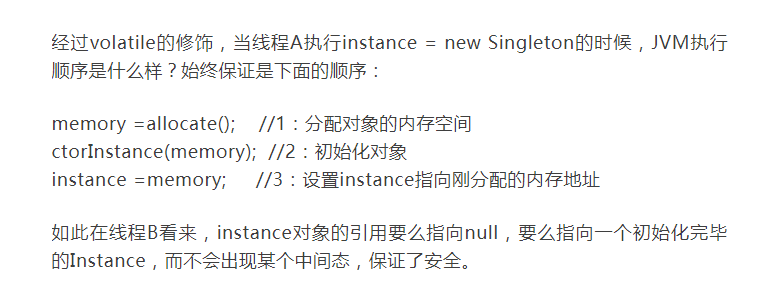 经过volatile的修饰，当线程A执行instance = new Singleton的时候，JVM执行
顺序是什么样？始终保证是下面的顺序：
memory =allocate();    //1：分配对象的内存空间
ctorInstance(memory);  //2：初始化对象
instance =memory;     //3：设置instance指向刚分配的内存地址
如此在线程B看来，instance对象的引用要么指向null，要么指向一个初始化完毕
的Instance，而不会出现某个中间态，保证了安全。